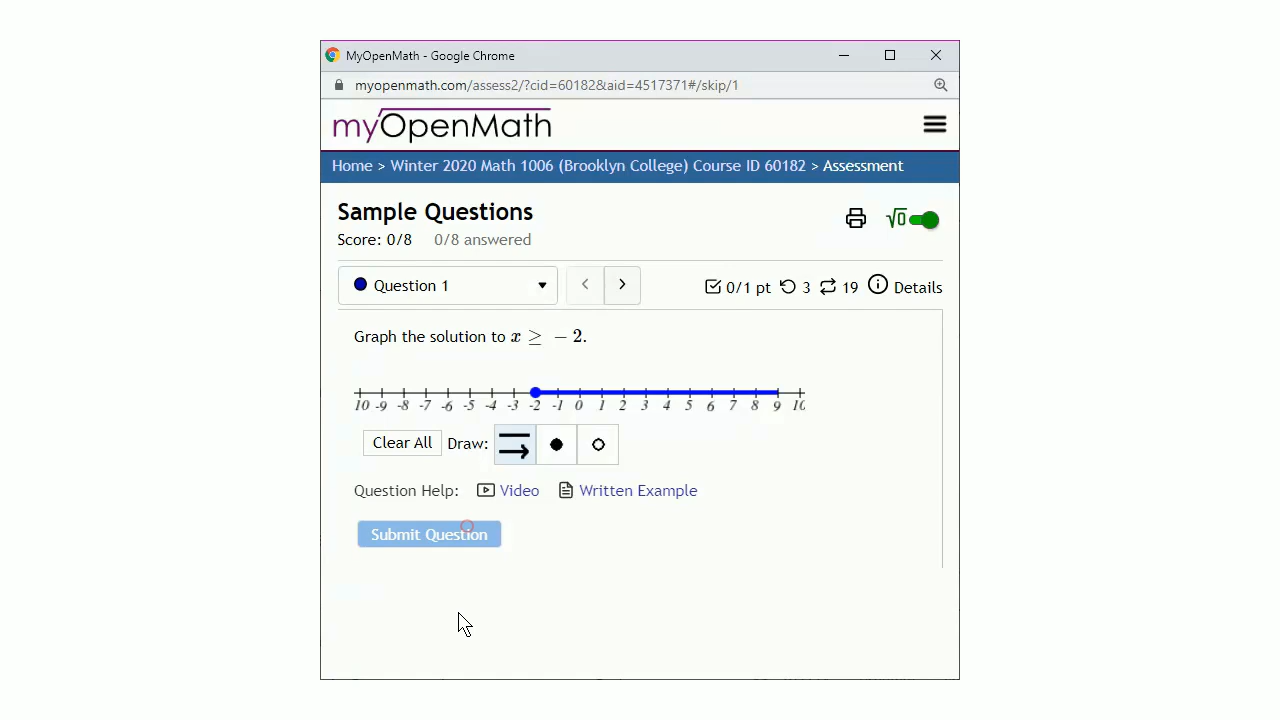 MyOpenMath - Google Chrome
myopenmath.com/assess2/?cid=60182&aid=4517371#/skip/1
myOpenMath
Home > Winter 2020 Math 1006 (Brooklyn College) Course ID 60182 > Assessment
Sample Questions
√0
Score: 0/8 0/8 answered
Question 1 < > 0/1 pt 3 19 Details
Graph the solution to x ≥ −2.
10 -9 -8 -7 -6 -5 -4 -3 -2 -1 0 1 2 3 4 5 6 7 8 9 10
Clear All Draw:
Question Help: Video Written Example
Submit Question